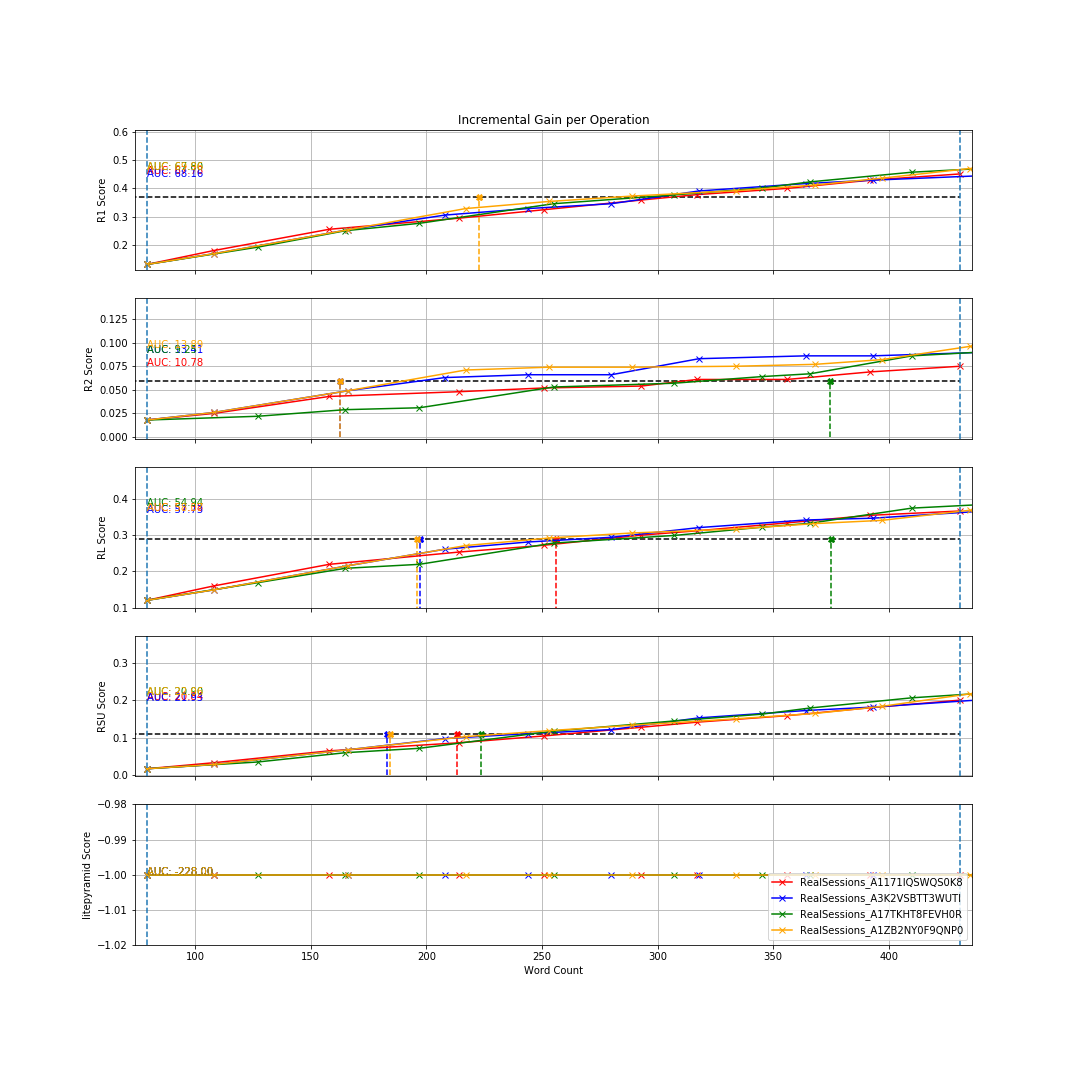 Incremental Gain per Operation
R1 Score
0.6
0.5
0.4
0.3
0.2
AUC: 68.16
R2 Score
0.125
0.100
0.075
0.050
0.025
0.000
AUC: 10.78
RL Score
0.4
0.3
0.2
0.1
AUC: 54.94
RSU Score
0.3
0.2
0.1
0.0
litepyramid Score
−0.98
−0.99
−1.00
−1.01
−1.02
AUC: -228.00
RealSessions_A1171IQSWQS0K8
RealSessions_A3K2VSBTT3WUTI
RealSessions_A17TKHT8FEVH0R
RealSessions_A1ZB2NY0F9QNP0
100 150 200 250 300 350 400
Word Count